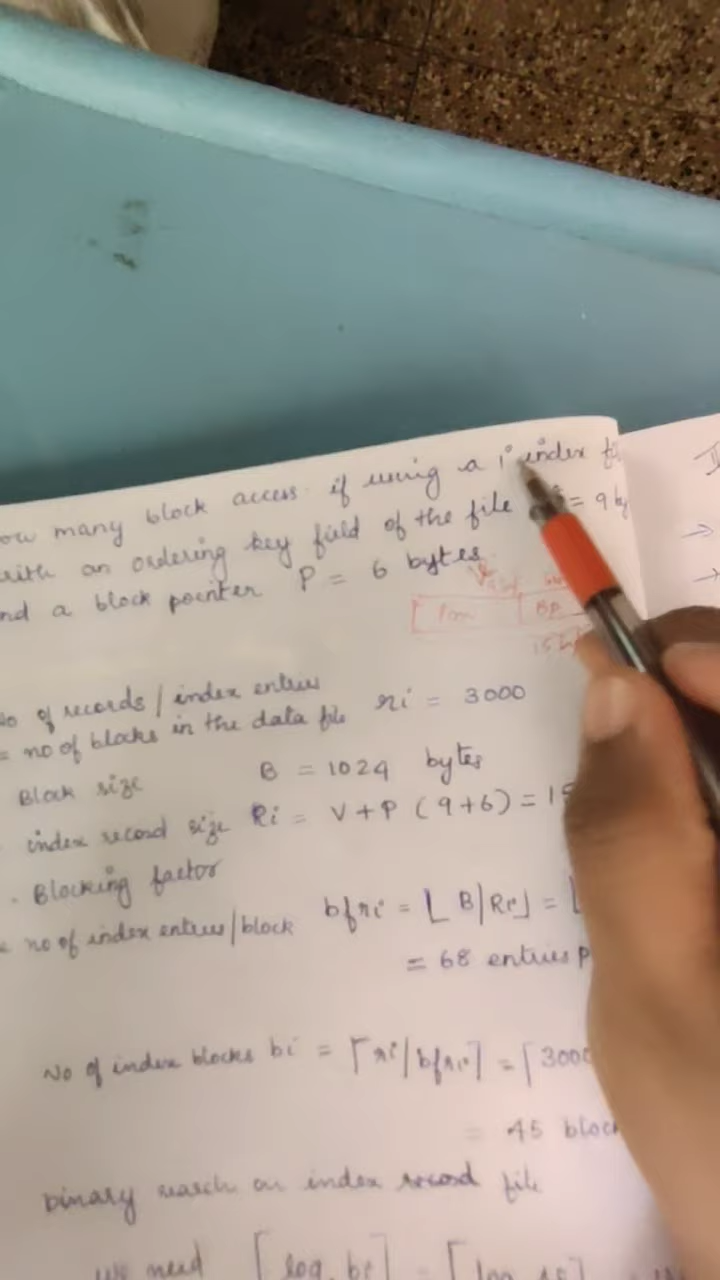 ow many block access if using a 1° index fi
with an ordering key field of the file = 9 by
nd a block pointer P = 6 bytes
BP
No of records / index entries
= no of blocks in the data file ri = 3000
Block size B = 1024 bytes
index record size Ri = V+P (9+6) = 15
Blocking factor
no of index entries/block bfri = ⌊ B/Ri⌋ = ⌊
= 68 entries p
No of index blocks bi = ⌈ri/bfri⌉ = ⌈3000
= 45 block
binary search on index record file
We need ⌈log bi⌉ = ⌈log 45⌉